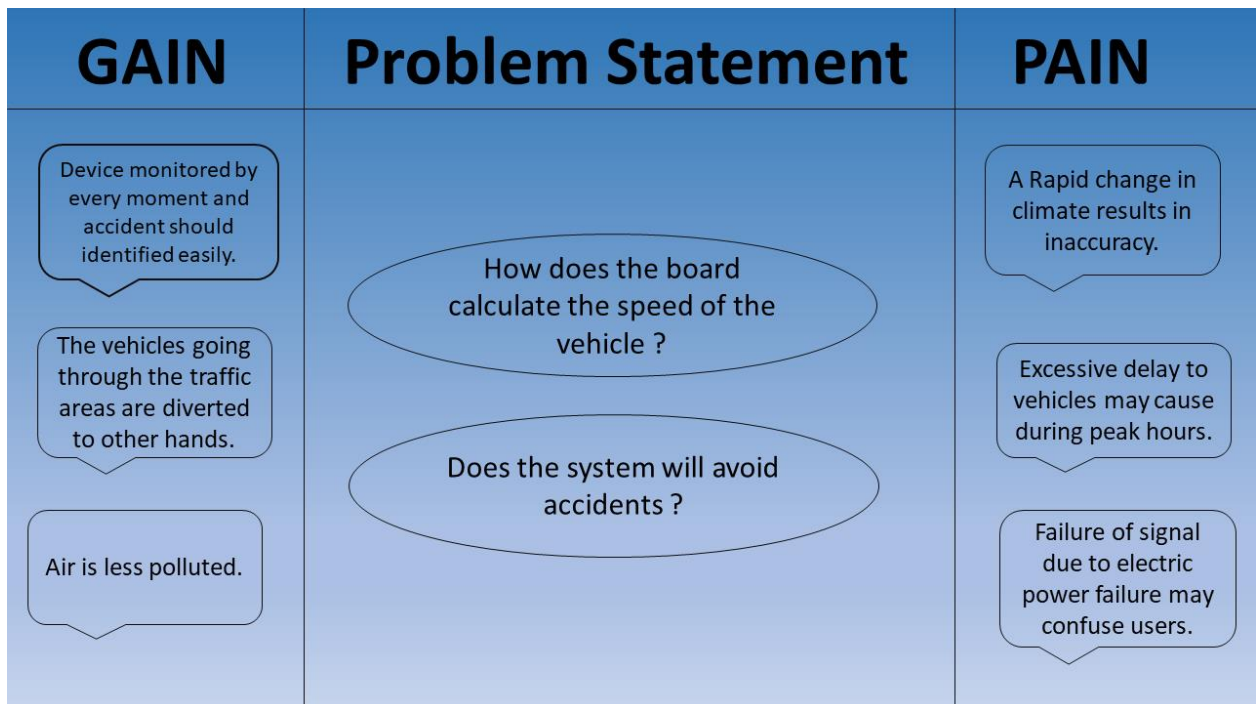 GAIN
Problem Statement
PAIN
Device monitored by
every moment and
accident should
identified easily.
The vehicles going
through the traffic
areas are diverted
to other hands.
Air is less polluted.
How does the board
calculate the speed of the
vehicle ?
Does the system will avoid
accidents ?
A Rapid change in
climate results in
inaccuracy.
Excessive delay to
vehicles may cause
during peak hours.
Failure of signal
due to electric
power failure may
confuse users.